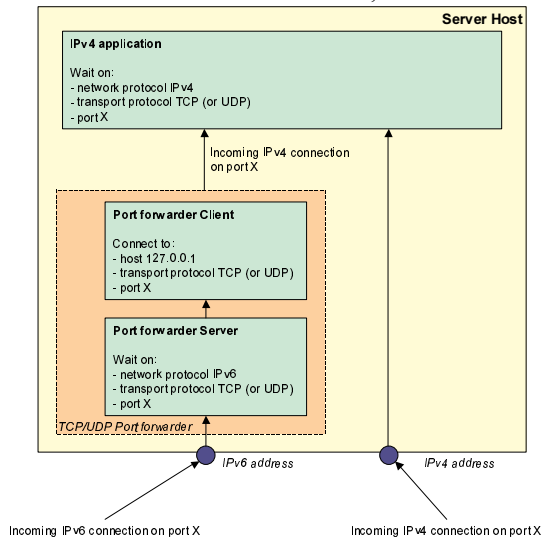 Server Host
IPv4 application
Wait on:
- network protocol IPv4
- transport protocol TCP (or UDP)
- port X
Incoming IPv4 connection
on port X
Port forwarder Client
Connect to:
- host 127.0.0.1
- transport protocol TCP (or UDP)
- port X
Port forwarder Server
Wait on:
- network protocol IPv6
- transport protocol TCP (or UDP)
- port X
TCP/UDP Port forwarder
IPv6 address
IPv4 address
Incoming IPv6 connection on port X
Incoming IPv4 connection on port X